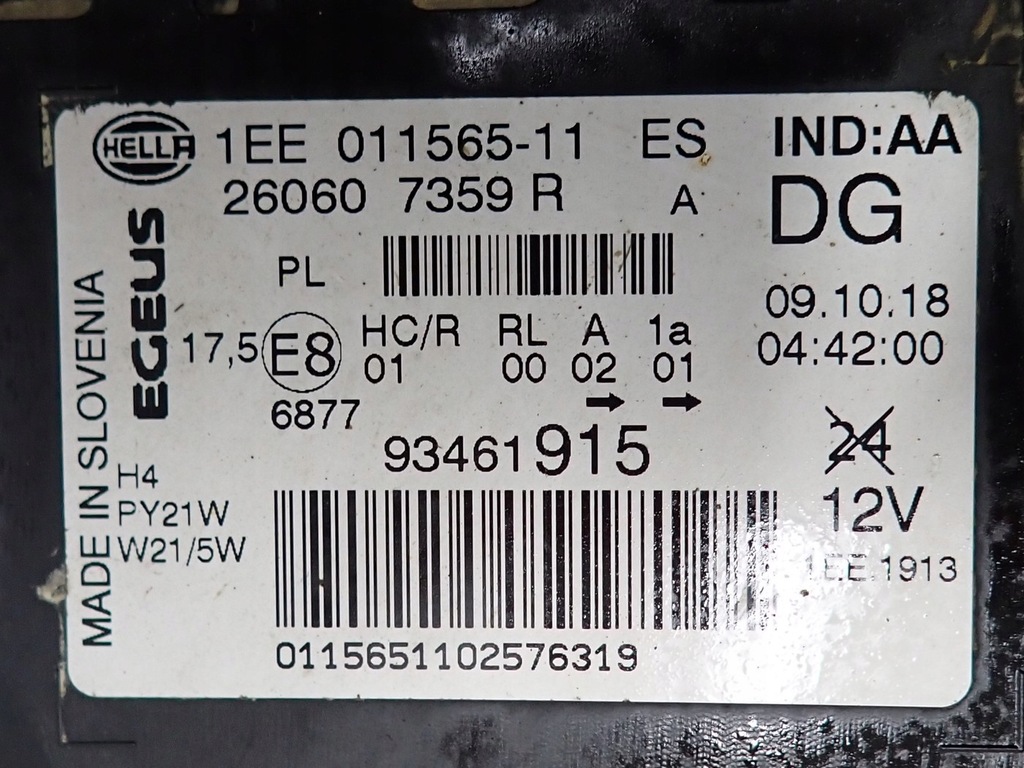 HELLA 1EE 011565-11 ES IND:AA
26060 7359 R A DG
PL
09.10.18
04:42:00
17,5 E8 HC/R RL A 1a
01 00 02 01
→ →
6877
93461915
24
12V
1EE.1913
0115651102576319
H4
PY21W
W21/5W
EGEUS
MADE IN SLOVENIA